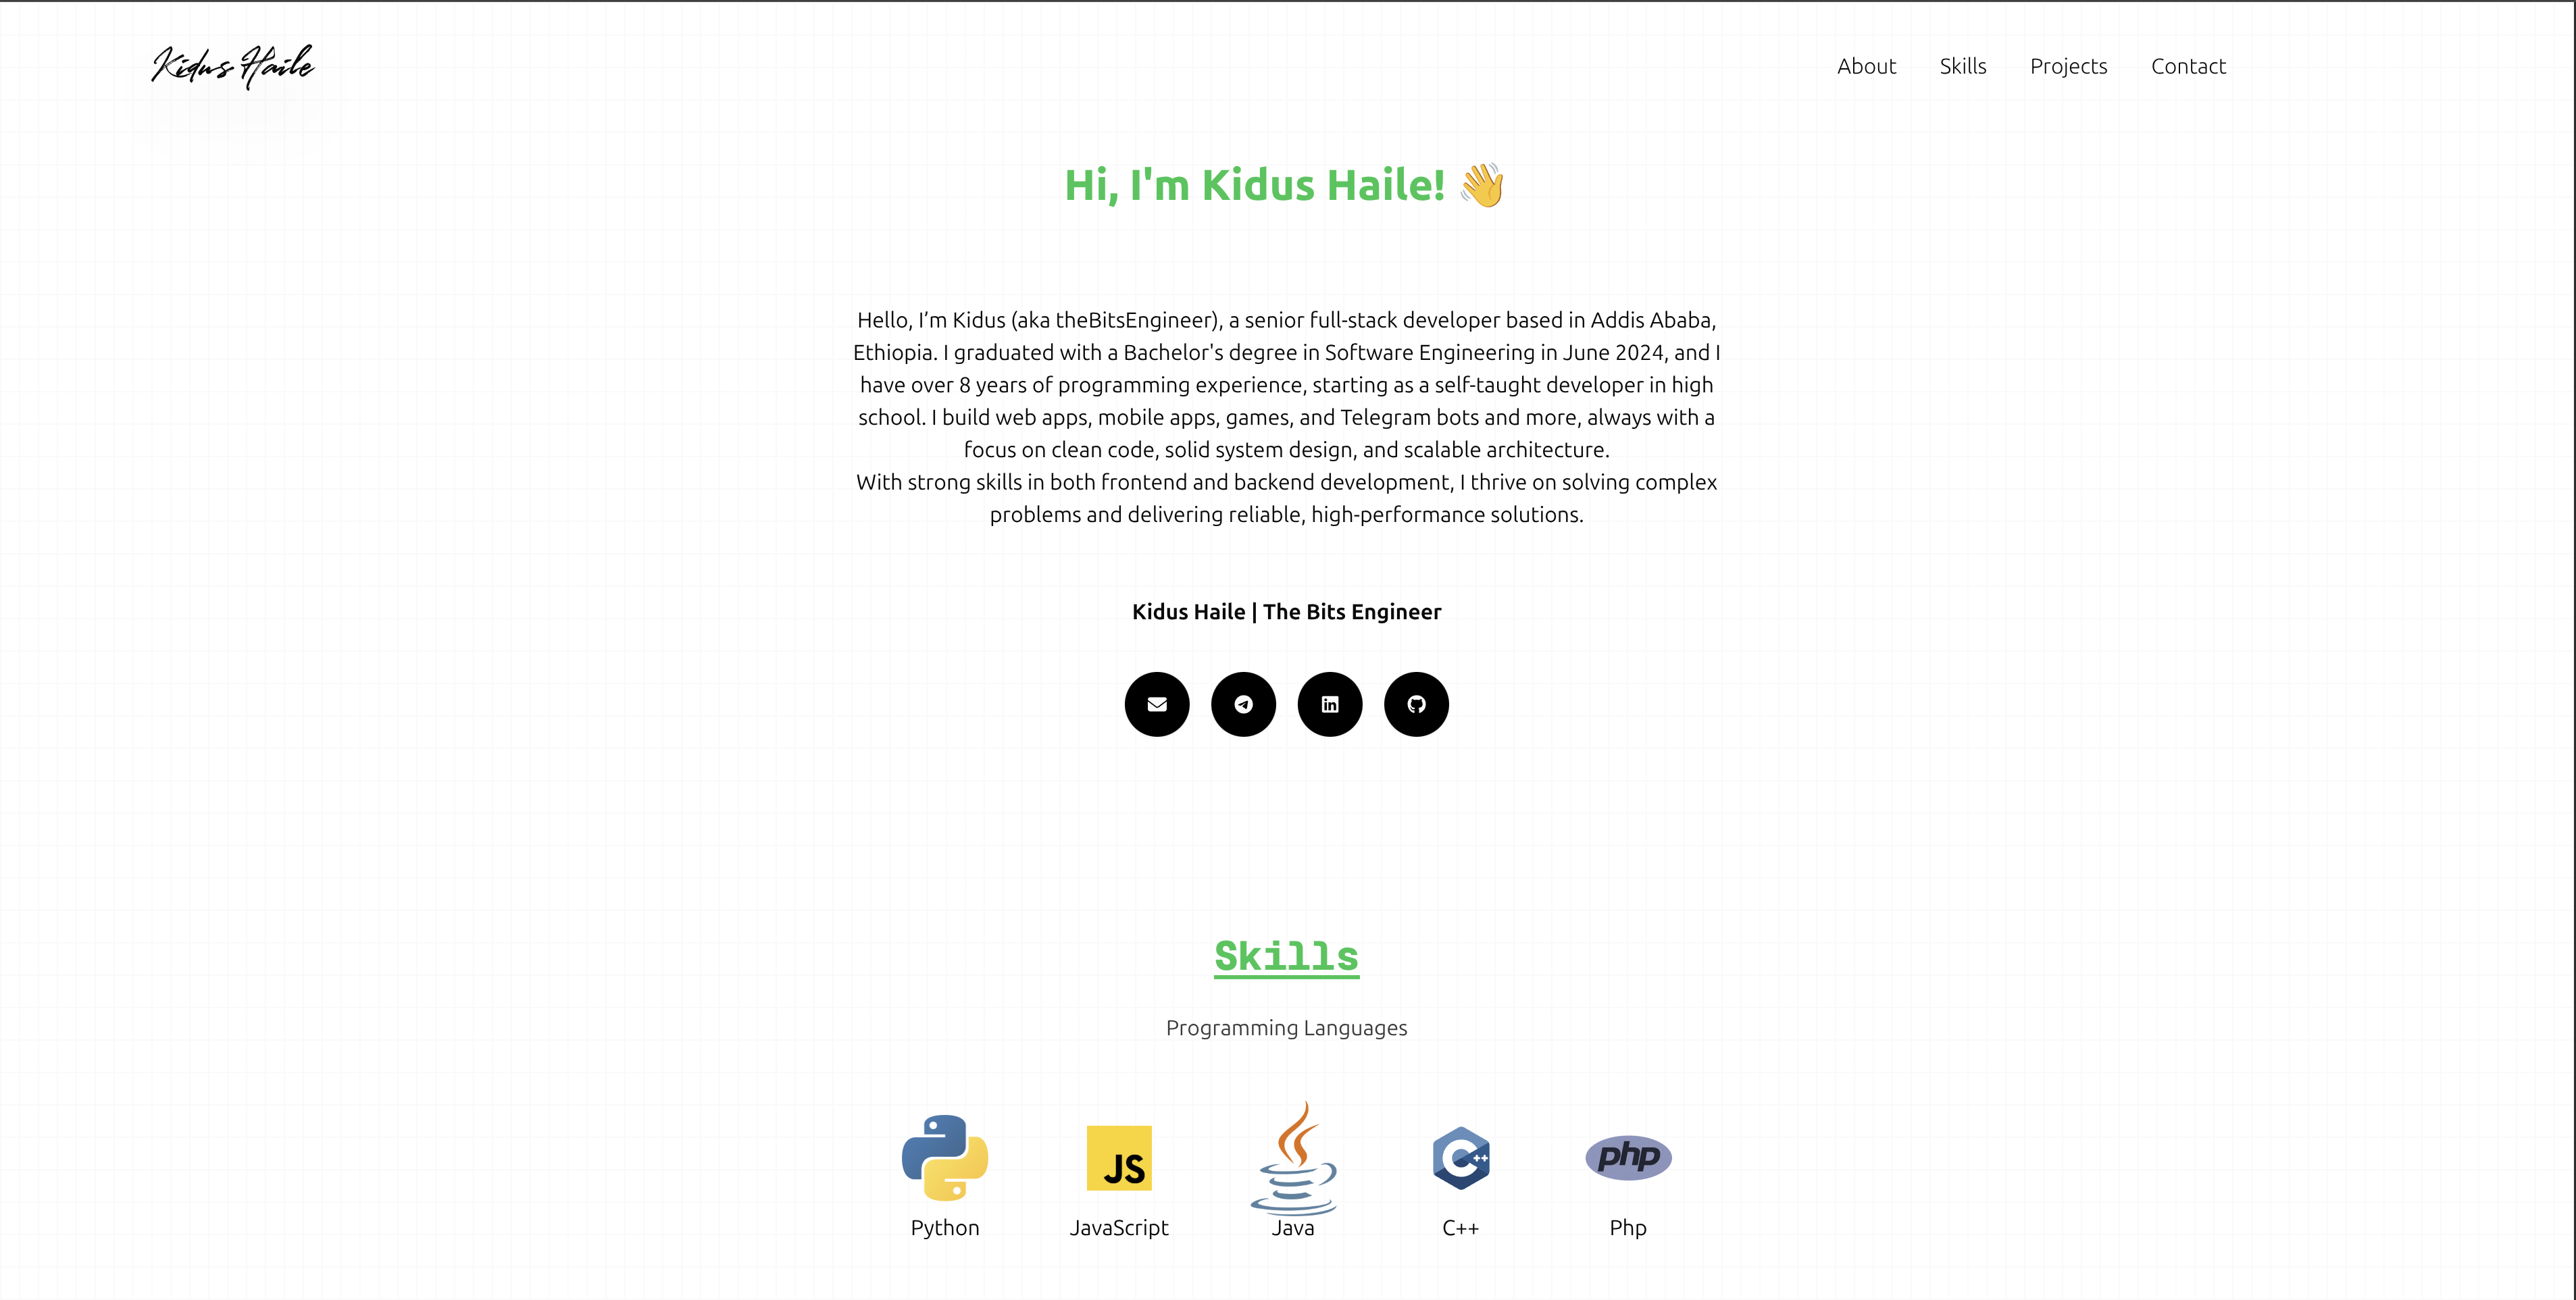 Kidus Haile
About Skills Projects Contact
Hi, I'm Kidus Haile! 👋
Hello, I’m Kidus (aka theBitsEngineer), a senior full-stack developer based in Addis Ababa,
Ethiopia. I graduated with a Bachelor's degree in Software Engineering in June 2024, and I
have over 8 years of programming experience, starting as a self-taught developer in high
school. I build web apps, mobile apps, games, and Telegram bots and more, always with a
focus on clean code, solid system design, and scalable architecture.
With strong skills in both frontend and backend development, I thrive on solving complex
problems and delivering reliable, high-performance solutions.
Kidus Haile | The Bits Engineer
in
Skills
Programming Languages
JS
C++
php
Python JavaScript Java C++ Php